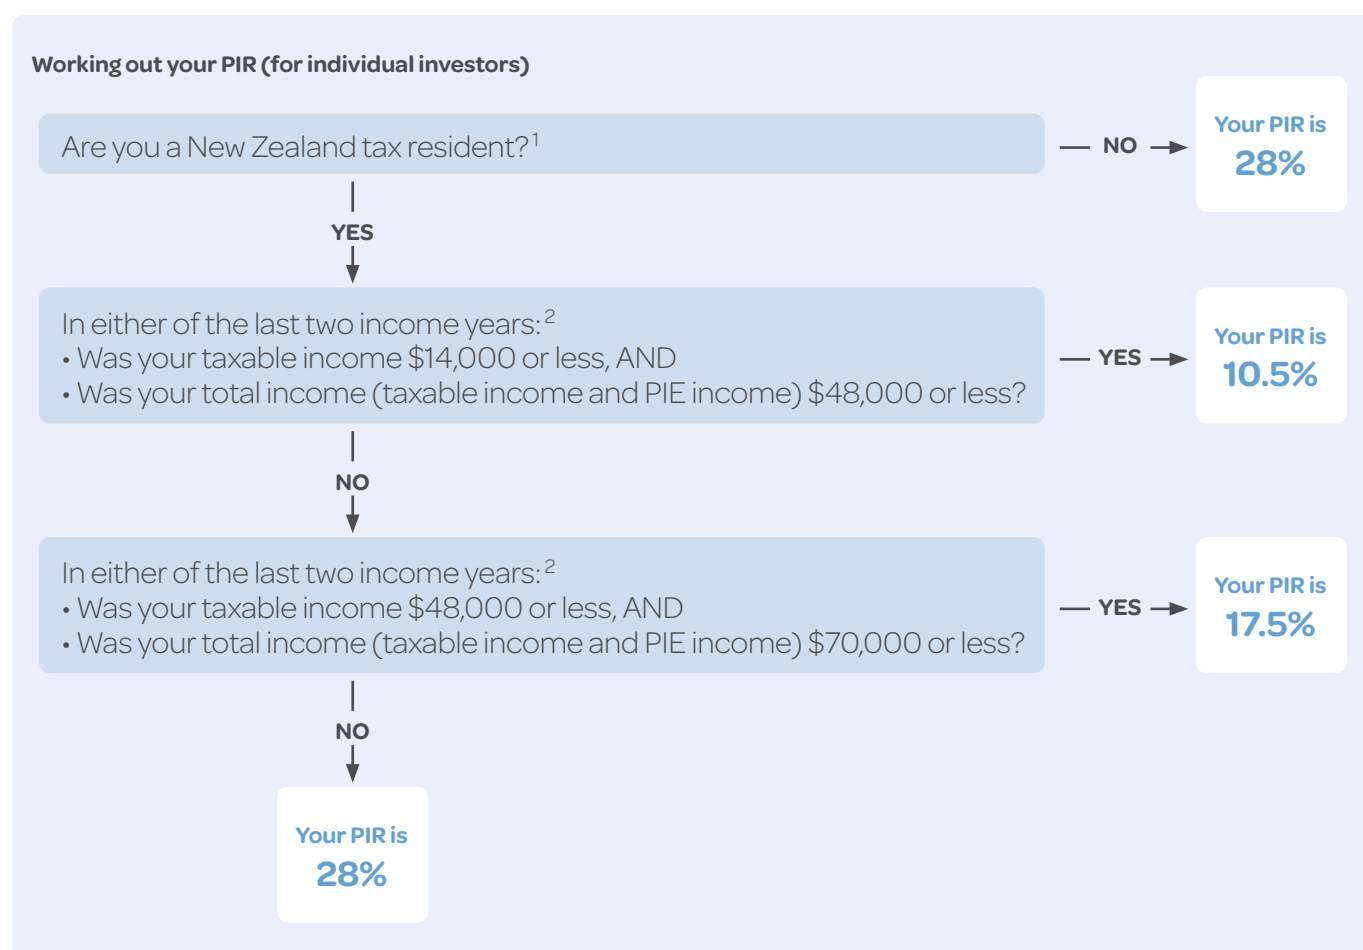 Working out your PIR (for individual investors)
Are you a New Zealand tax resident?¹
NO
Your PIR is
28%
YES
In either of the last two income years:²
• Was your taxable income $14,000 or less, AND
• Was your total income (taxable income and PIE income) $48,000 or less?
YES
Your PIR is
10.5%
NO
In either of the last two income years:²
• Was your taxable income $48,000 or less, AND
• Was your total income (taxable income and PIE income) $70,000 or less?
YES
Your PIR is
17.5%
NO
Your PIR is
28%